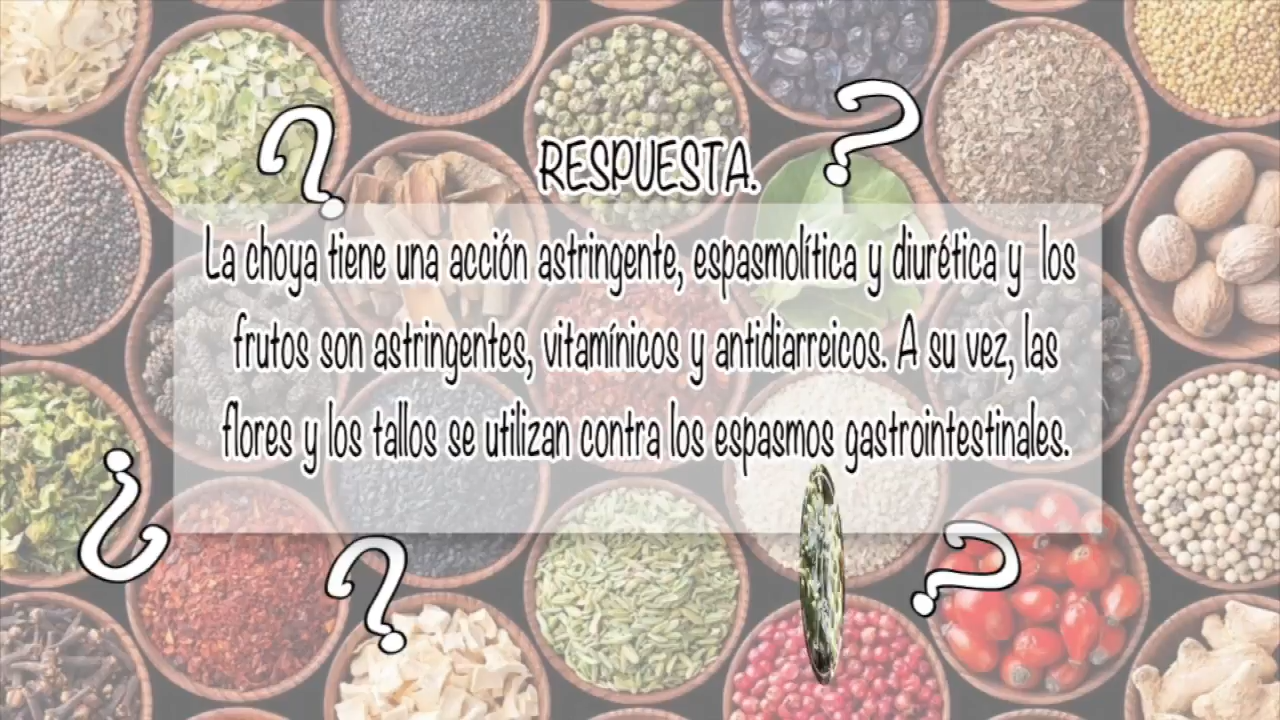 RESPUESTA.
La choya tiene una acción astringente, espasmolítica y diurética y los
frutos son astringentes, vitamínicos y antidiarreicos. A su vez, las
flores y los tallos se utilizan contra los espasmos gastrointestinales.